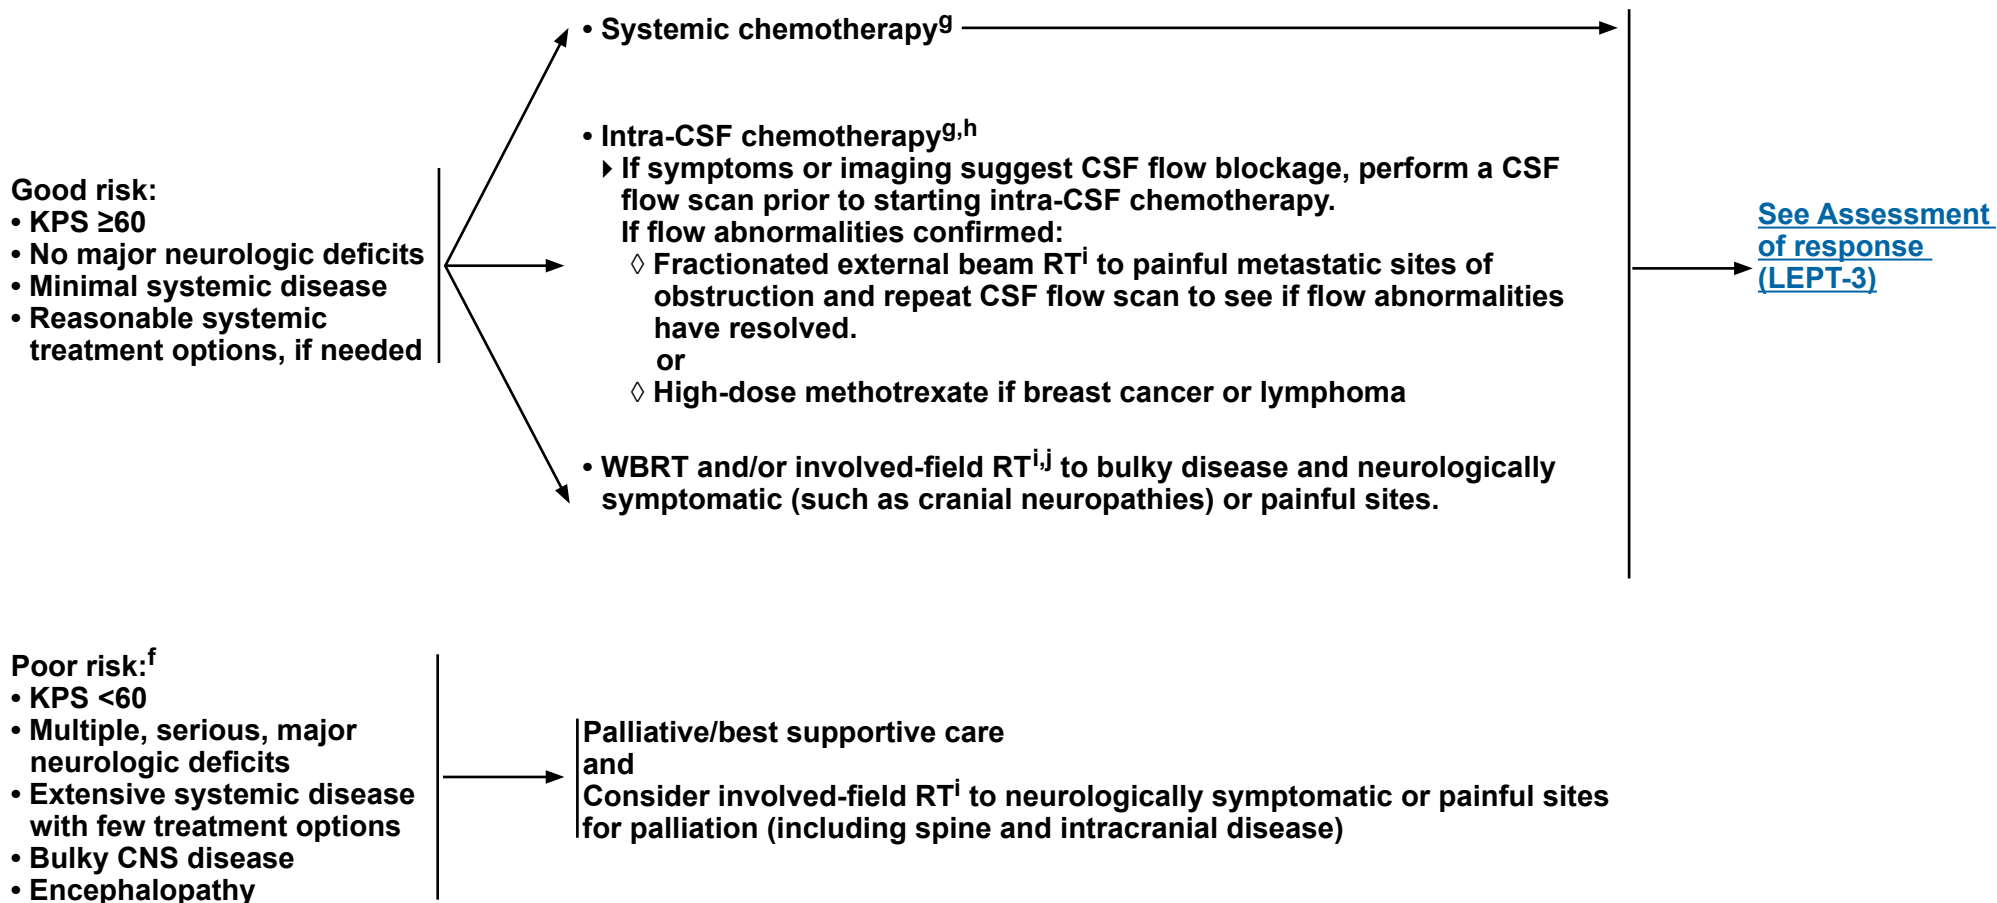 Good risk:
• KPS ≥60
• No major neurologic deficits
• Minimal systemic disease
• Reasonable systemic
treatment options, if needed
• Systemic chemotherapyg
• Intra-CSF chemotherapyg,h
‣ If symptoms or imaging suggest CSF flow blockage, perform a CSF
flow scan prior to starting intra-CSF chemotherapy.
If flow abnormalities confirmed:
◊ Fractionated external beam RTi to painful metastatic sites of
obstruction and repeat CSF flow scan to see if flow abnormalities
have resolved.
or
◊ High-dose methotrexate if breast cancer or lymphoma
• WBRT and/or involved-field RTi,j to bulky disease and neurologically
symptomatic (such as cranial neuropathies) or painful sites.
See Assessment
of response
(LEPT-3)
Poor risk:f
• KPS <60
• Multiple, serious, major
neurologic deficits
• Extensive systemic disease
with few treatment options
• Bulky CNS disease
• Encephalopathy
Palliative/best supportive care
and
Consider involved-field RTi to neurologically symptomatic or painful sites
for palliation (including spine and intracranial disease)